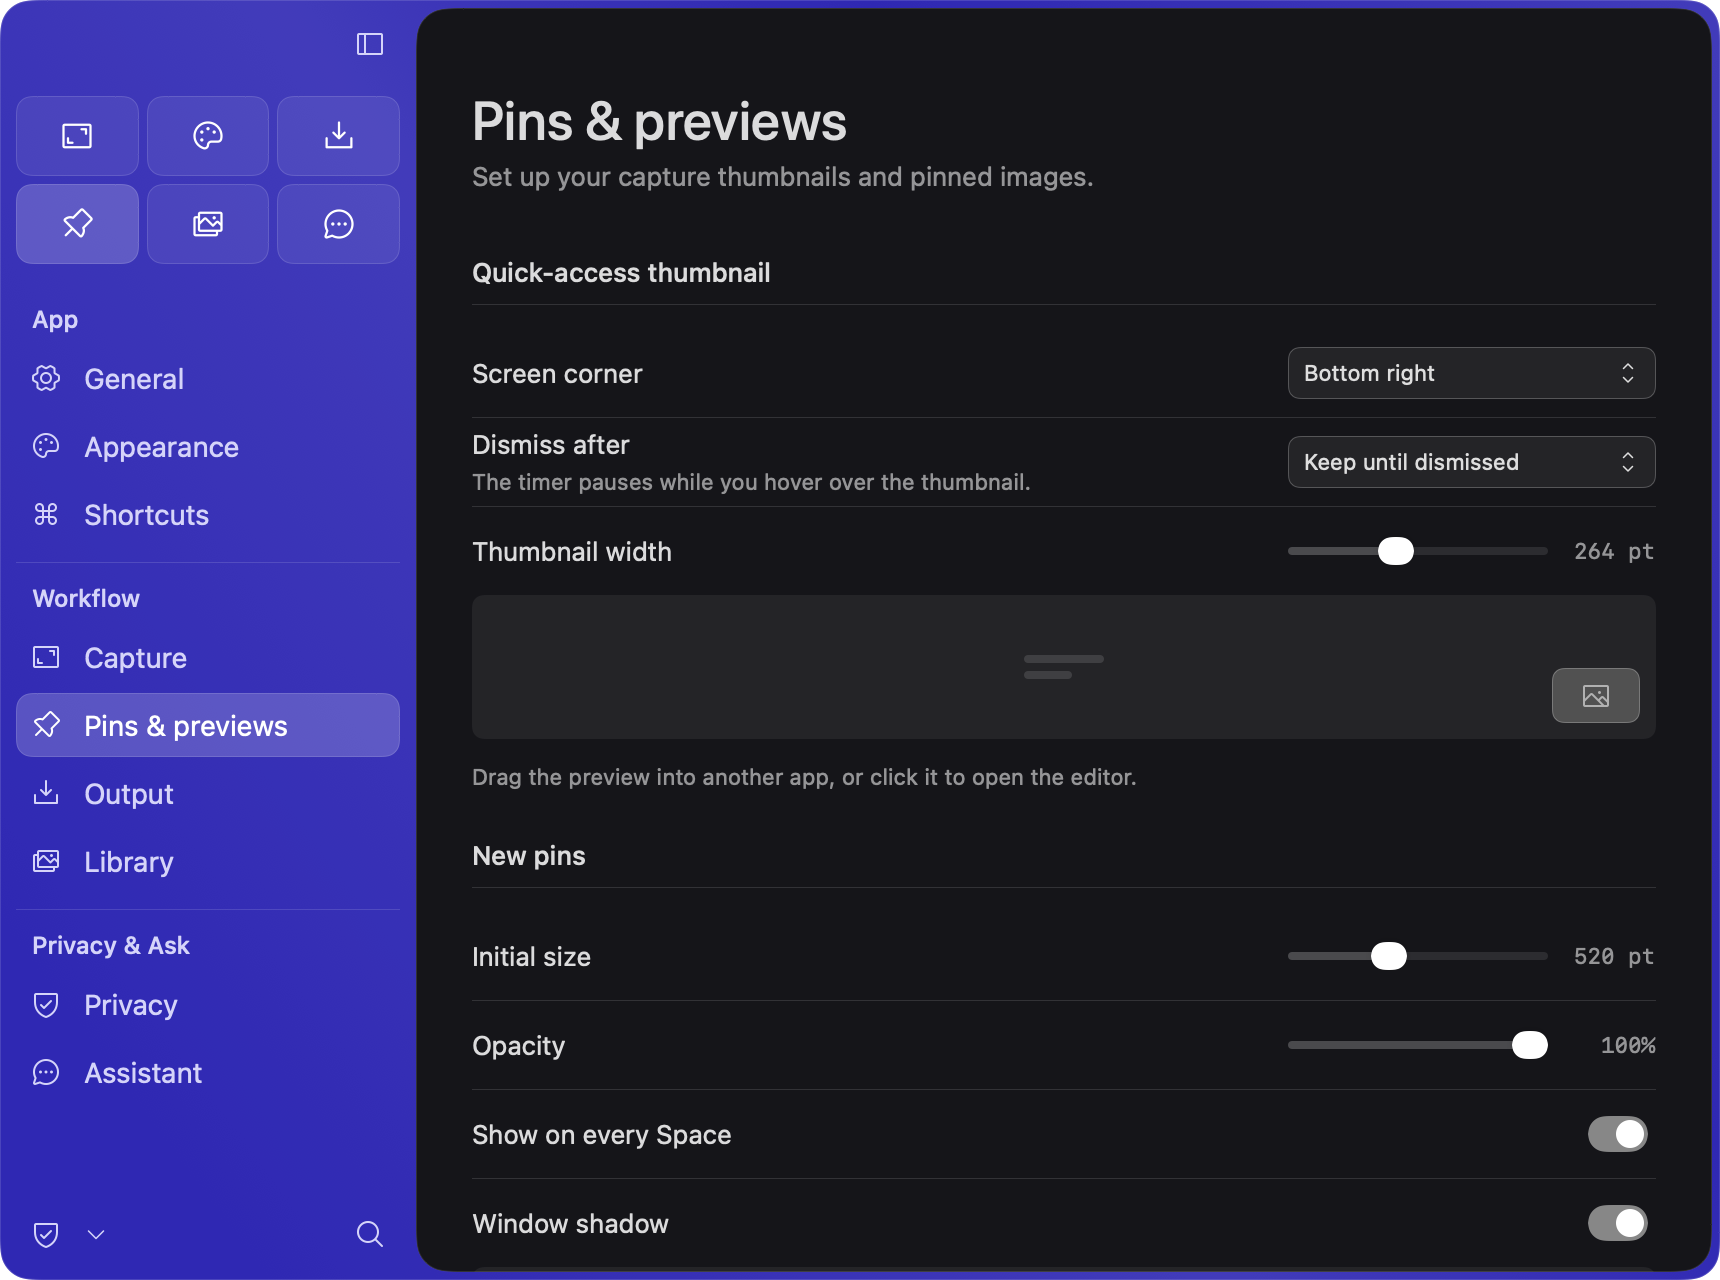 App
General
Appearance
Shortcuts
Workflow
Capture
Pins & previews
Output
Library
Privacy & Ask
Privacy
Assistant
Pins & previews
Set up your capture thumbnails and pinned images.
Quick-access thumbnail
Screen corner
Bottom right
Dismiss after
The timer pauses while you hover over the thumbnail.
Keep until dismissed
Thumbnail width
264 pt
Drag the preview into another app, or click it to open the editor.
New pins
Initial size
520 pt
Opacity
100%
Show on every Space
Window shadow